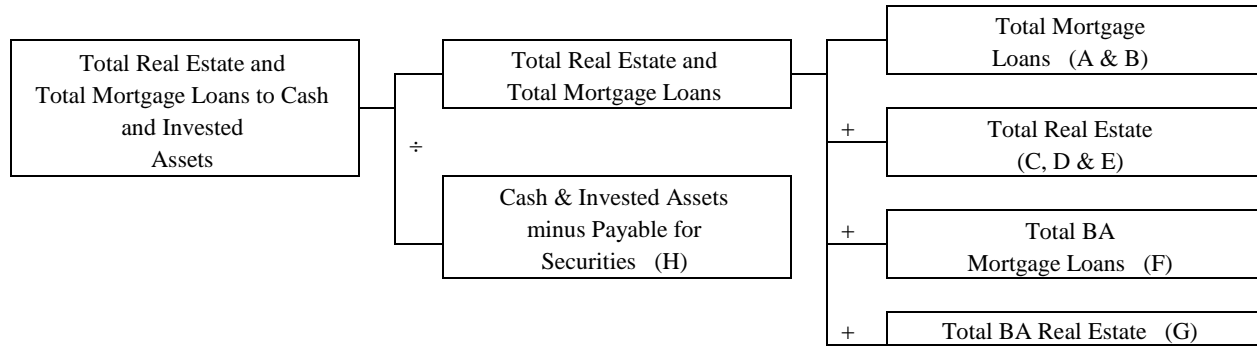 Total Real Estate and
Total Mortgage Loans to Cash
and Invested
Assets
÷
Total Real Estate and
Total Mortgage Loans
Cash & Invested Assets
minus Payable for
Securities (H)
Total Mortgage
Loans (A & B)
+
Total Real Estate
(C, D & E)
+
Total BA
Mortgage Loans (F)
+
Total BA Real Estate (G)